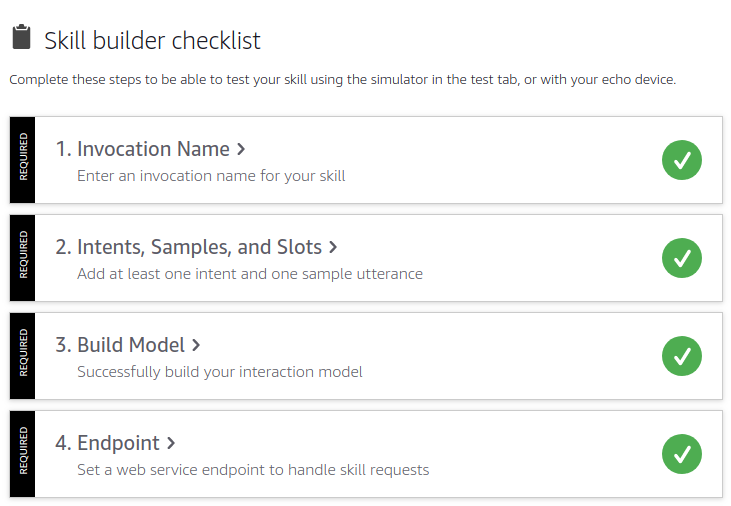 Skill builder checklist
Complete these steps to be able to test your skill using the simulator in the test tab, or with your echo device.
REQUIRED
1. Invocation Name >
Enter an invocation name for your skill
REQUIRED
2. Intents, Samples, and Slots >
Add at least one intent and one sample utterance
REQUIRED
3. Build Model >
Successfully build your interaction model
REQUIRED
4. Endpoint >
Set a web service endpoint to handle skill requests